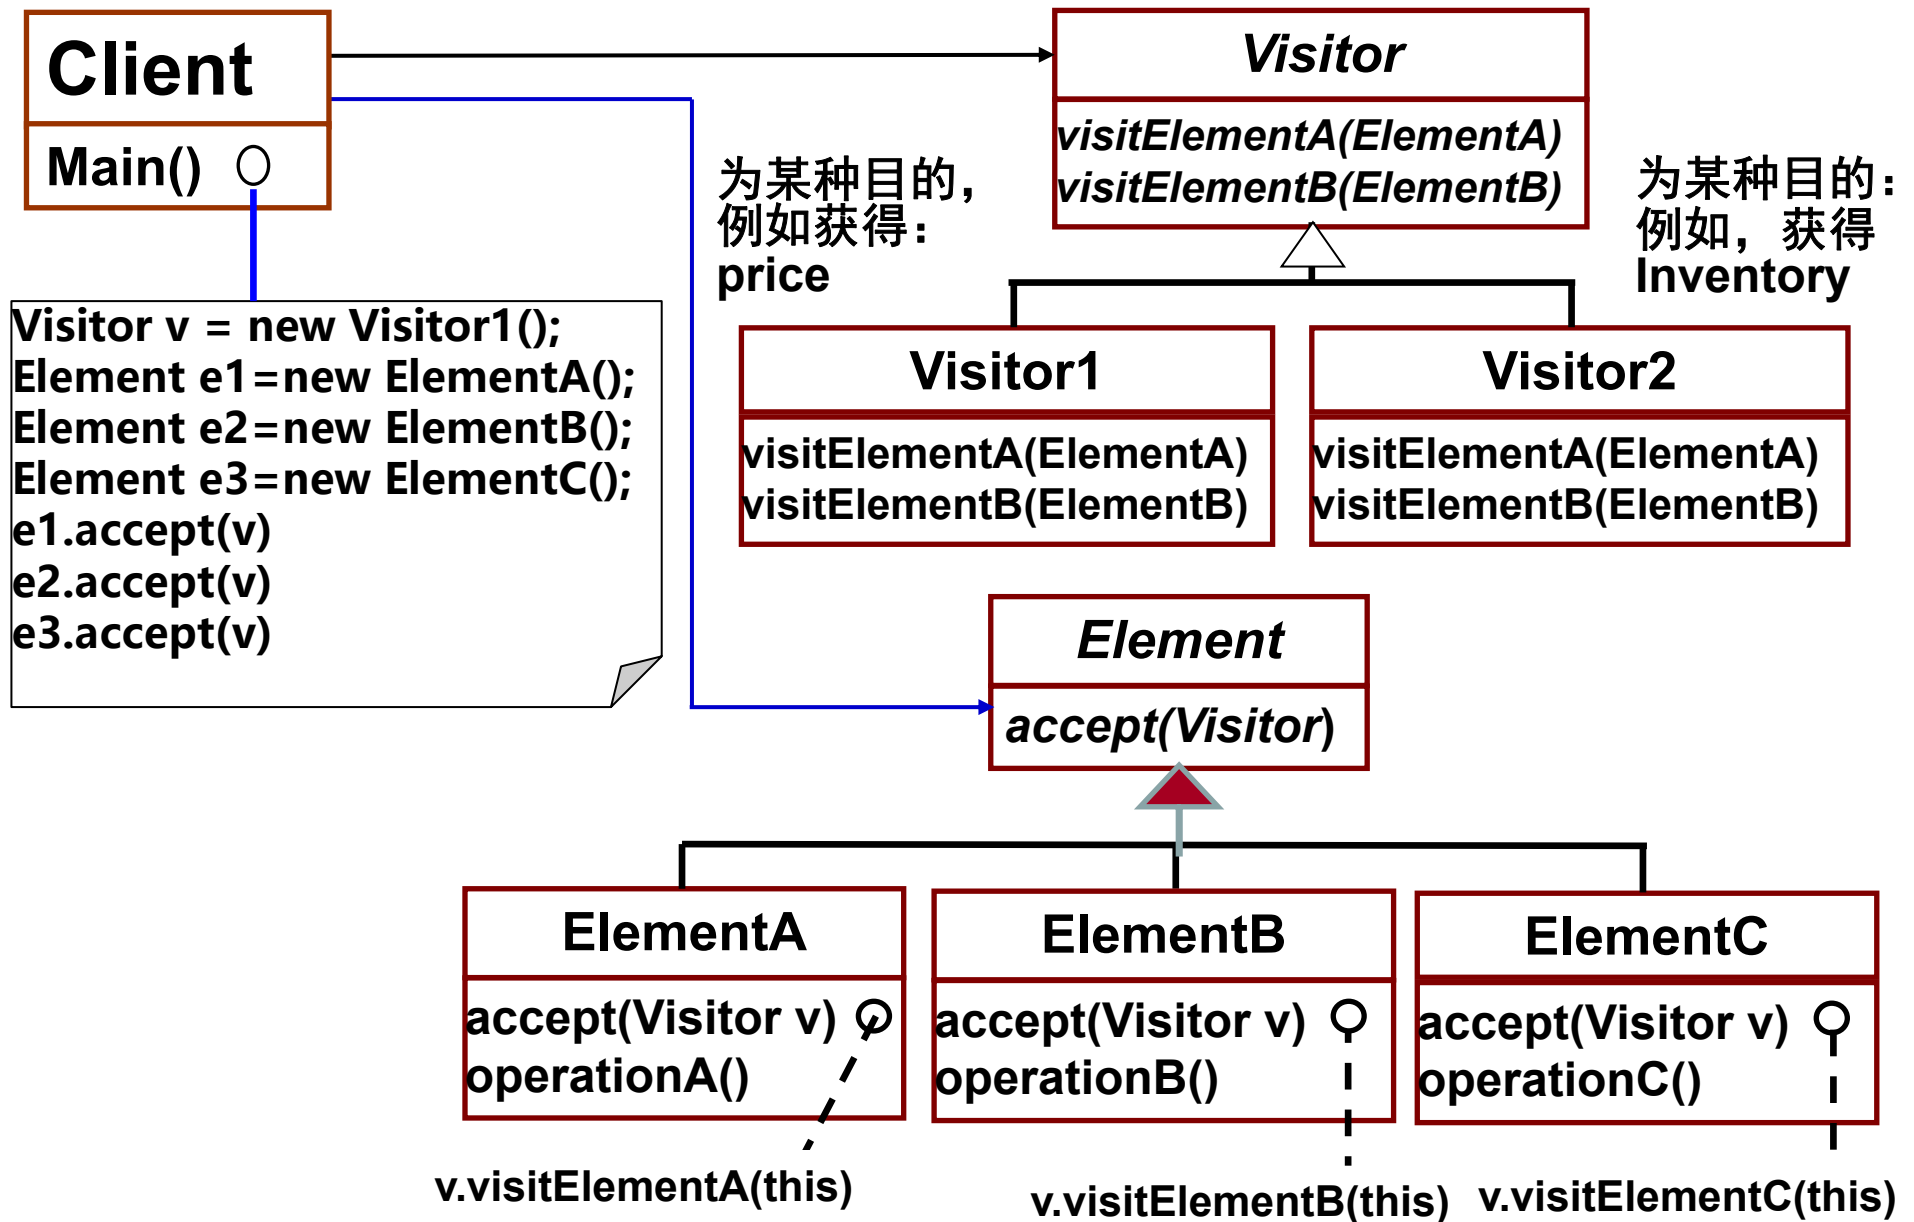 Client
Main()
Visitor v = new Visitor1();
Element e1=new ElementA();
Element e2=new ElementB();
Element e3=new ElementC();
e1.accept(v)
e2.accept(v)
e3.accept(v)
Visitor
visitElementA(ElementA)
visitElementB(ElementB)
为某种目的,
例如获得：
price
为某种目的：
例如，获得
Inventory
Visitor1
visitElementA(ElementA)
visitElementB(ElementB)
Visitor2
visitElementA(ElementA)
visitElementB(ElementB)
Element
accept(Visitor)
ElementA
accept(Visitor v)
operationA()
ElementB
accept(Visitor v)
operationB()
ElementC
accept(Visitor v)
operationC()
v.visitElementA(this)
v.visitElementB(this)
v.visitElementC(this)